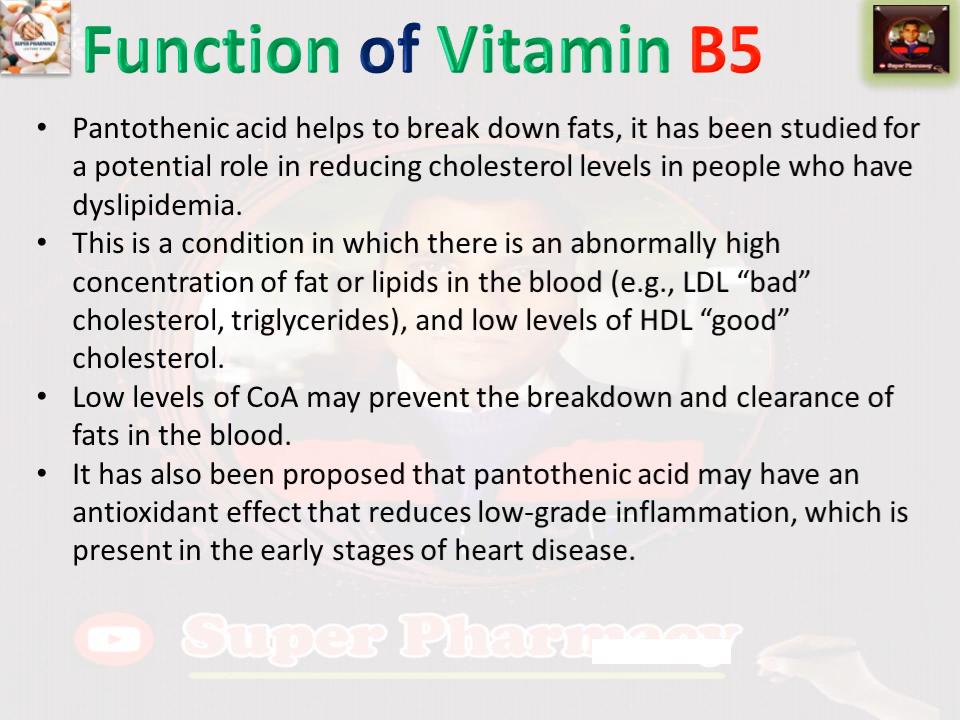 SUPER PHARMACY
Function of Vitamin B5
Super Pharmacy
• Pantothenic acid helps to break down fats, it has been studied for
a potential role in reducing cholesterol levels in people who have
dyslipidemia.
• This is a condition in which there is an abnormally high
concentration of fat or lipids in the blood (e.g., LDL “bad”
cholesterol, triglycerides), and low levels of HDL “good”
cholesterol.
• Low levels of CoA may prevent the breakdown and clearance of
fats in the blood.
• It has also been proposed that pantothenic acid may have an
antioxidant effect that reduces low-grade inflammation, which is
present in the early stages of heart disease.
Super Pharmacy